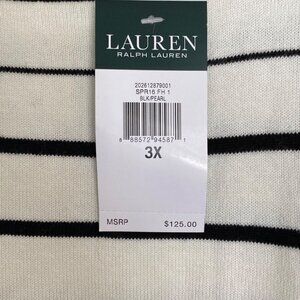 LAUREN
RALPH LAUREN
202612879001
SPR16 FH 1
BLK/PEARL
8 88572 94587 1
3X
MSRP $125.00